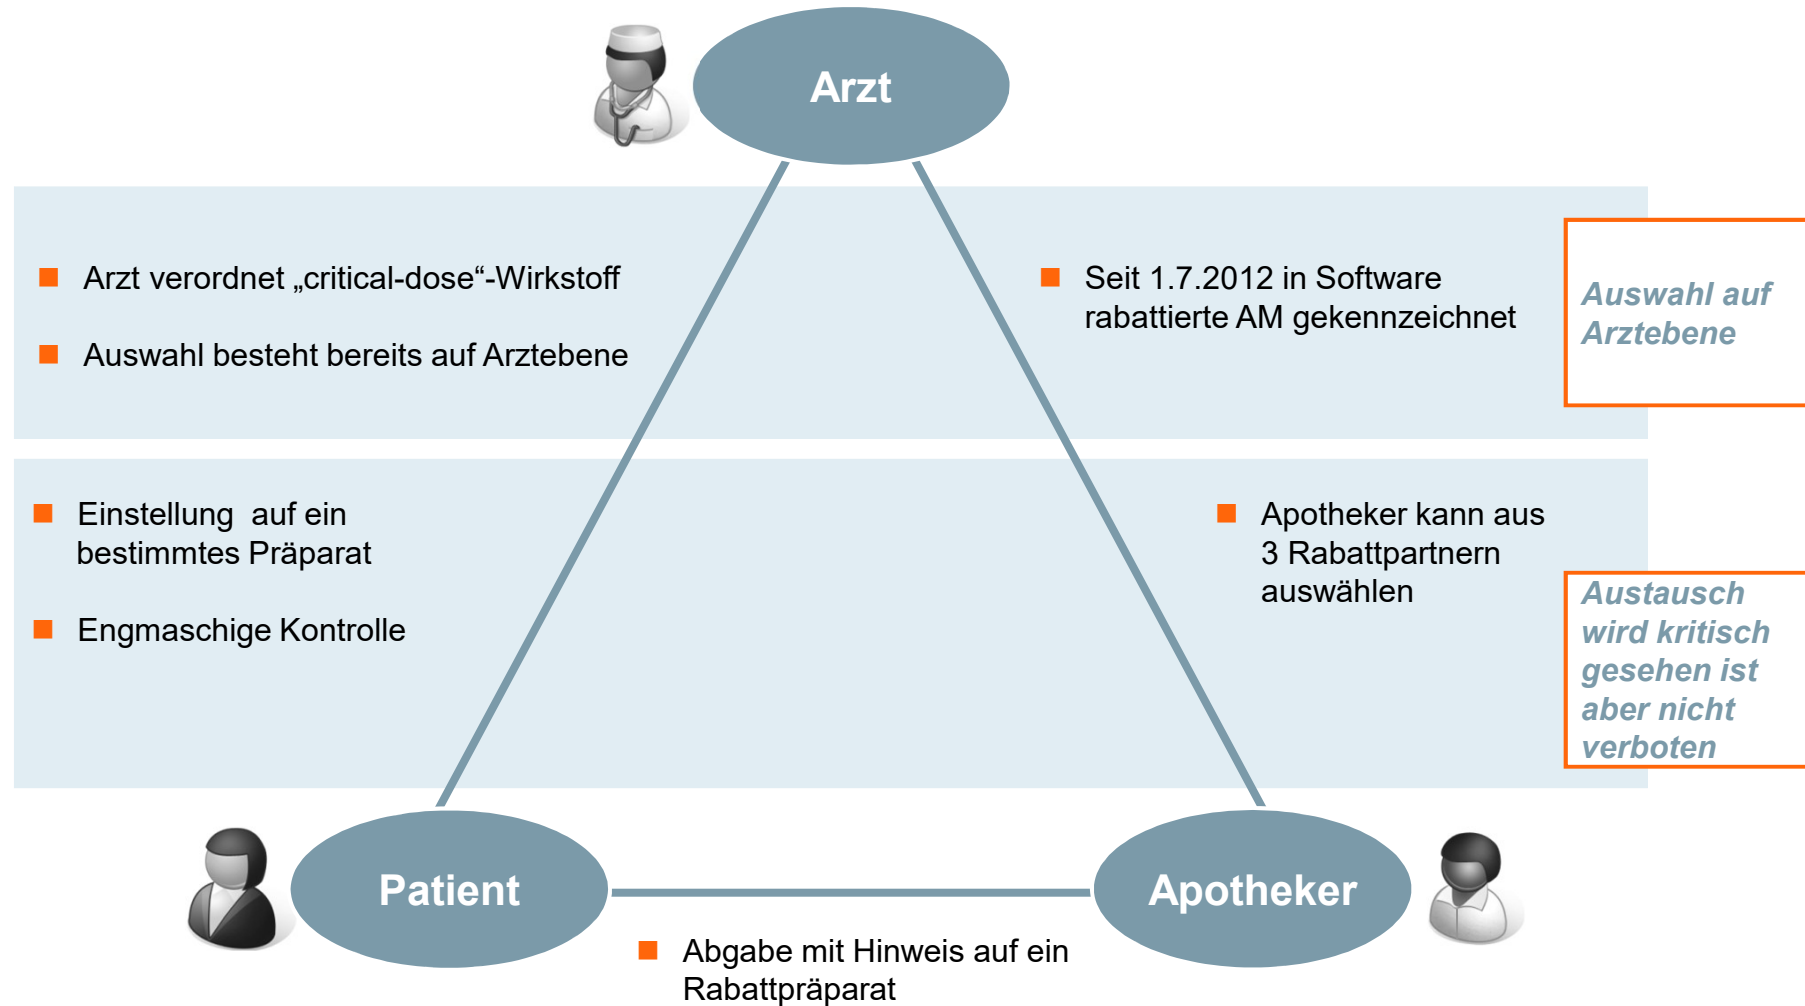 Arzt
Arzt verordnet „critical-dose“-Wirkstoff
Auswahl besteht bereits auf Arztebene
Seit 1.7.2012 in Software
rabattierte AM gekennzeichnet
Auswahl auf
Arztebene
Einstellung  auf ein
bestimmtes Präparat
Engmaschige Kontrolle
Apotheker kann aus
3 Rabattpartnern
auswählen
Austausch
wird kritisch
gesehen ist
aber nicht
verboten
Patient
Apotheker
Abgabe mit Hinweis auf ein
Rabattpräparat